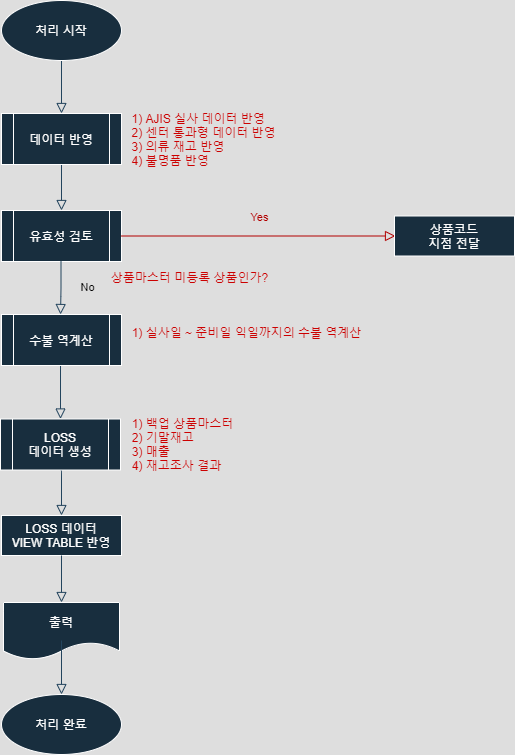 처리 시작
데이터 반영
1) AJIS 실사 데이터 반영
2) 센터 통과형 데이터 반영
3) 의류 재고 반영
4) 불명품 반영
유효성 검토
Yes
상품코드
지점 전달
No
상품마스터 미등록 상품인가?
수불 역계산
1) 실사일 ~ 준비일 익일까지의 수불 역계산
LOSS
데이터 생성
1) 백업 상품마스터
2) 기말재고
3) 매출
4) 재고조사 결과
LOSS 데이터
VIEW TABLE 반영
출력
처리 완료